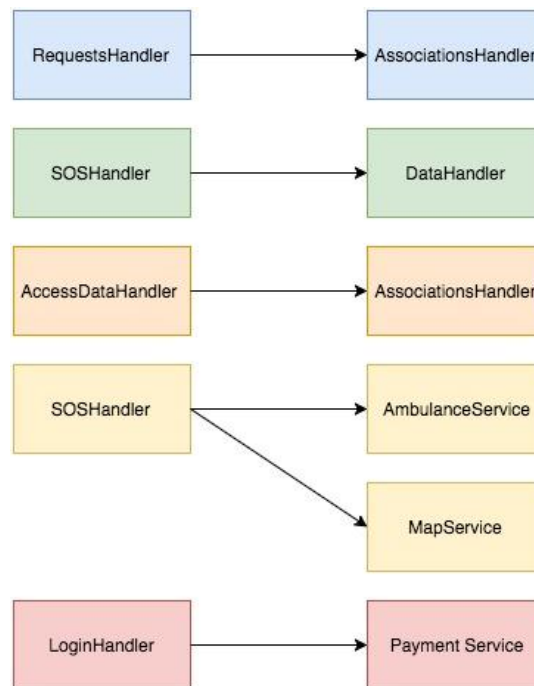 RequestsHandler
AssociationsHandler
SOSHandler
DataHandler
AccessDataHandler
AssociationsHandler
SOSHandler
AmbulanceService
MapService
LoginHandler
Payment Service